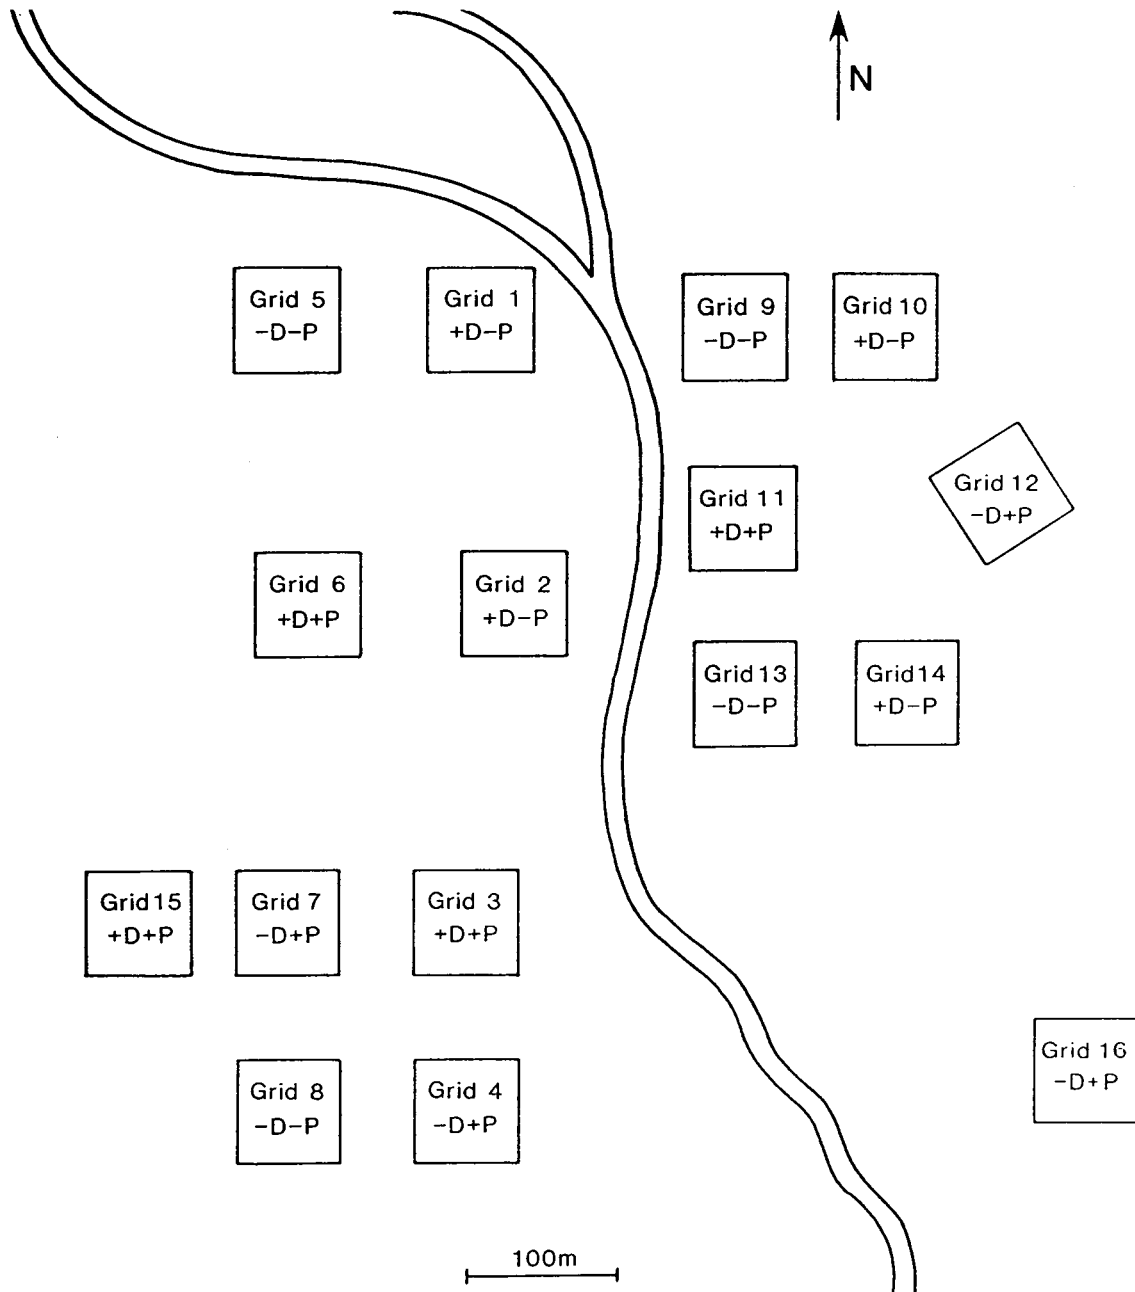 N
Grid 5
−D−P
Grid 1
+D−P
Grid 9
−D−P
Grid 10
+D−P
Grid 11
+D+P
Grid 12
−D+P
Grid 6
+D+P
Grid 2
+D−P
Grid 13
−D−P
Grid 14
+D−P
Grid 15
+D+P
Grid 7
−D+P
Grid 3
+D+P
Grid 16
−D+P
Grid 8
−D−P
Grid 4
−D+P
100m